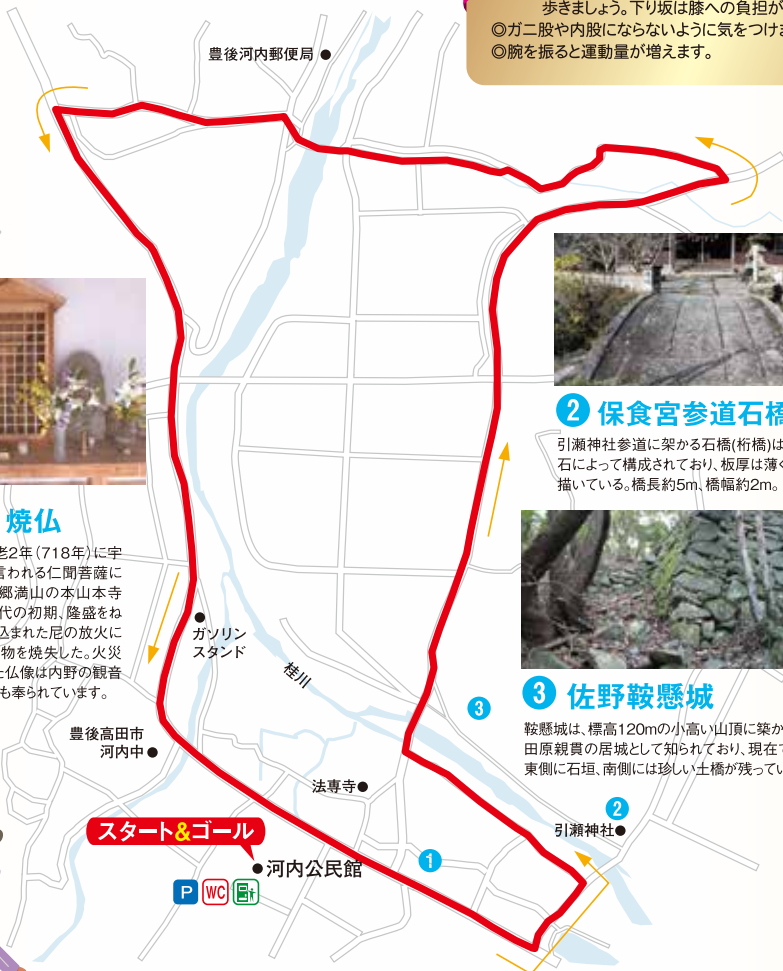 歩きましょう。下り坂は膝への負担が
◎ガニ股や内股にならないように気をつけま
◎腕を振ると運動量が増えます。
豊後河内郵便局
2 保食宮参道石橋
引瀬神社参道に架かる石橋(桁橋)は
石によって構成されており、板厚は薄く
描いている。橋長約5m、橋幅約2m。
焼仏
老2年(718年)に宇
言われる仁聞菩薩に
郷満山の本山本寺
代の初期、隆盛をね
込まれた尼の放火に
物を焼失した。火災
た仏像は内野の観音
も奉られています。
ガソリン
スタンド
桂川
3
3 佐野鞍懸城
鞍懸城は、標高120mの小高い山頂に築か
田原親貫の居城として知られており、現在で
東側に石垣、南側には珍しい土橋が残ってい
豊後高田市
河内中
法専寺
2
引瀬神社
スタート&ゴール
1
河内公民館
P WC